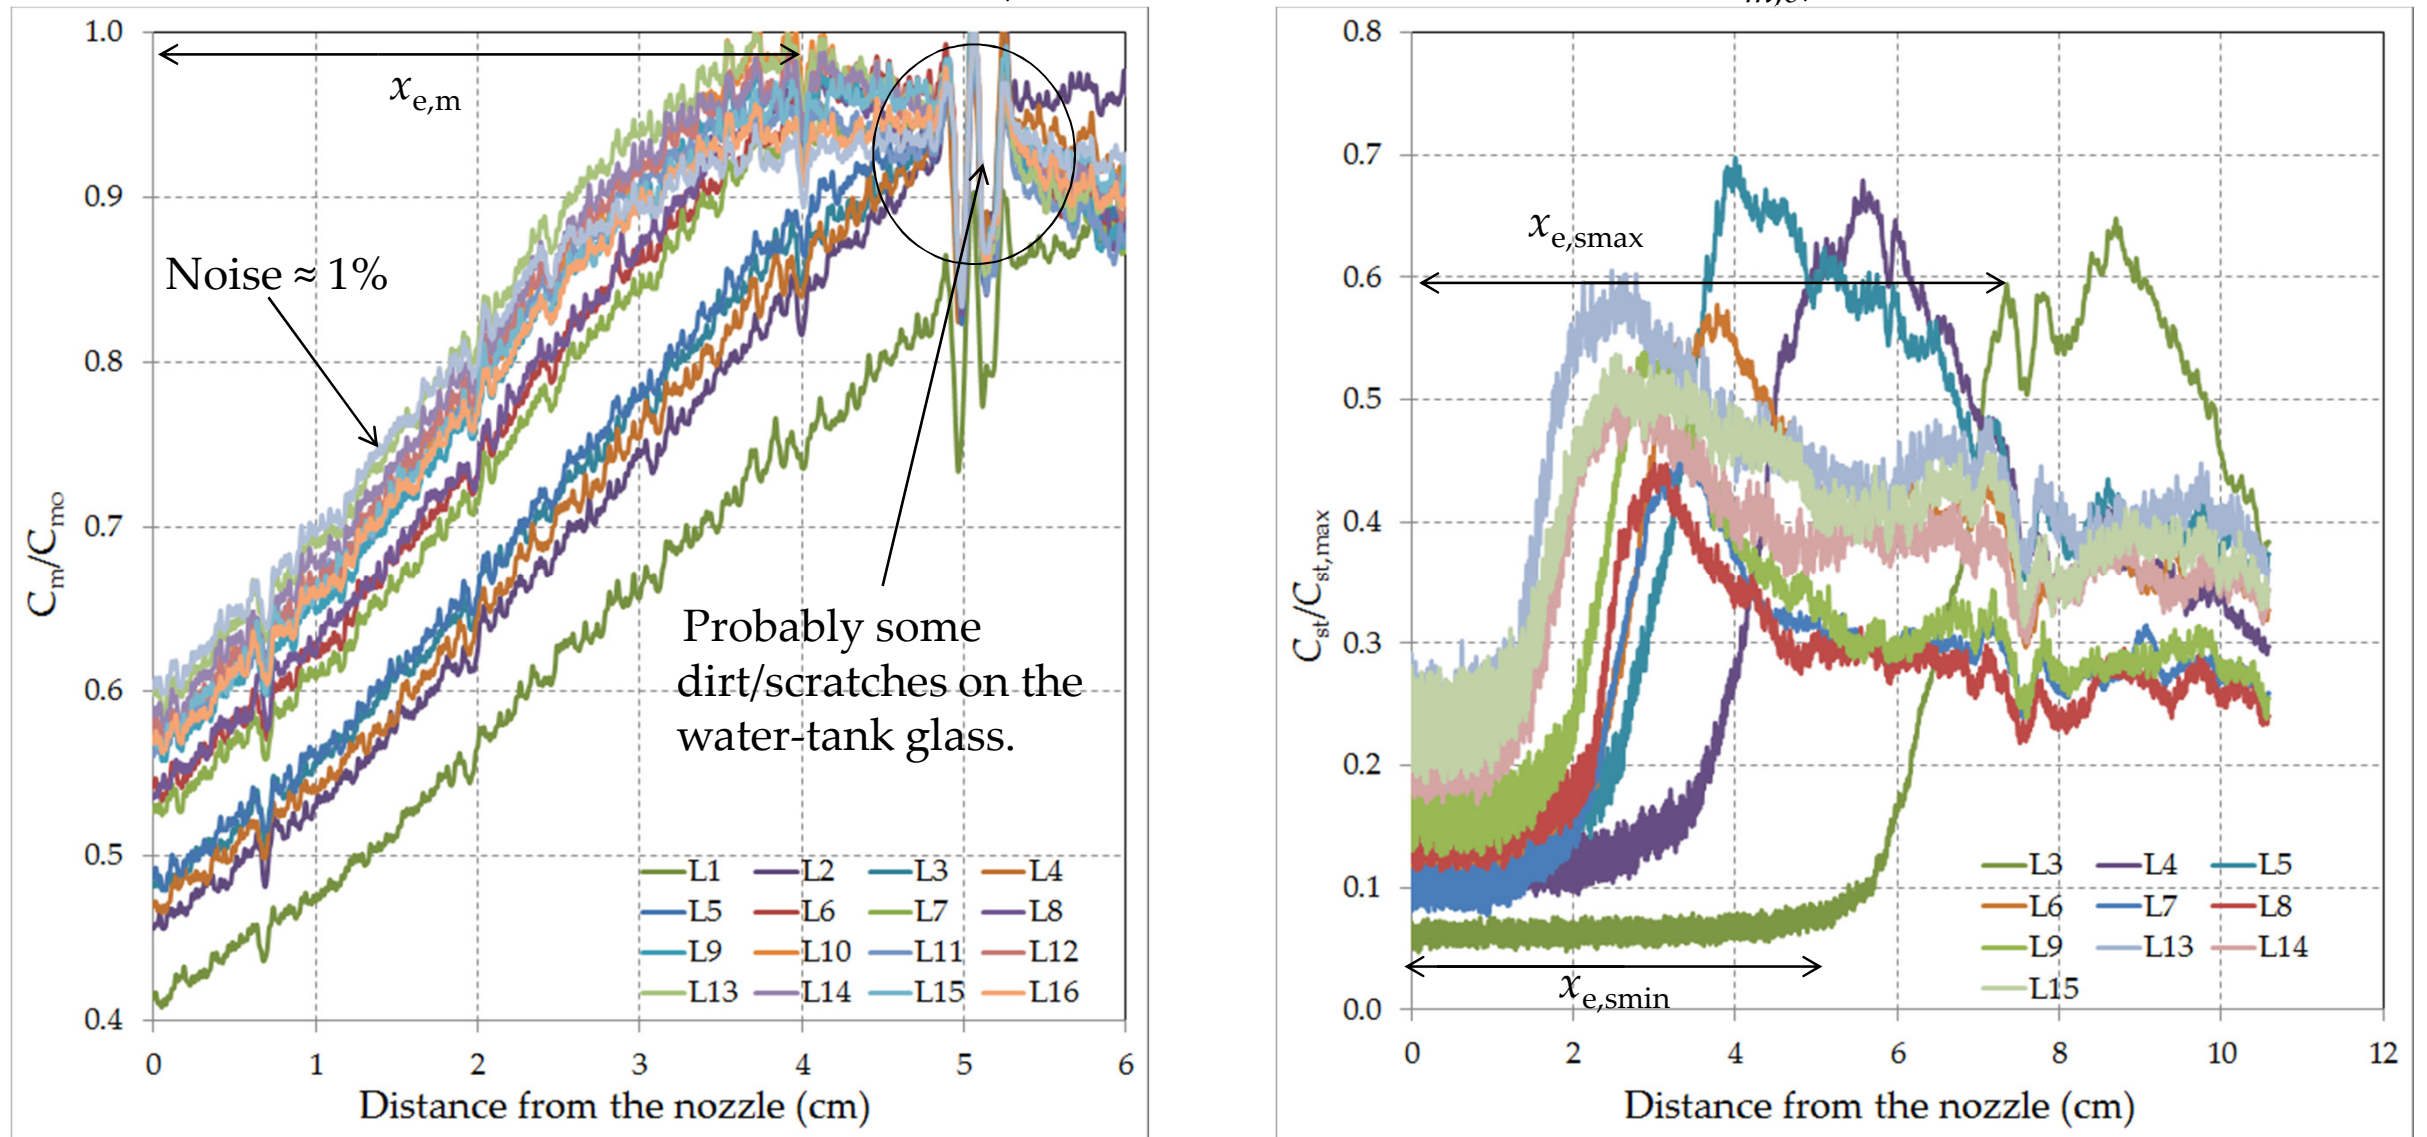 m,o,
1.0
0.9
0.8
0.7
0.6
0.5
0.4
C_m/C_mo
x_e,m
Noise ≈ 1%
Probably some
dirt/scratches on the
water-tank glass.
L1 L2 L3 L4
L5 L6 L7 L8
L9 L10 L11 L12
L13 L14 L15 L16
0 1 2 3 4 5 6
Distance from the nozzle (cm)
0.8
0.7
0.6
0.5
0.4
0.3
0.2
0.1
0.0
C_st/C_st,max
x_e,smax
x_e,smin
L3 L4 L5
L6 L7 L8
L9 L13 L14
L15
0 2 4 6 8 10 12
Distance from the nozzle (cm)